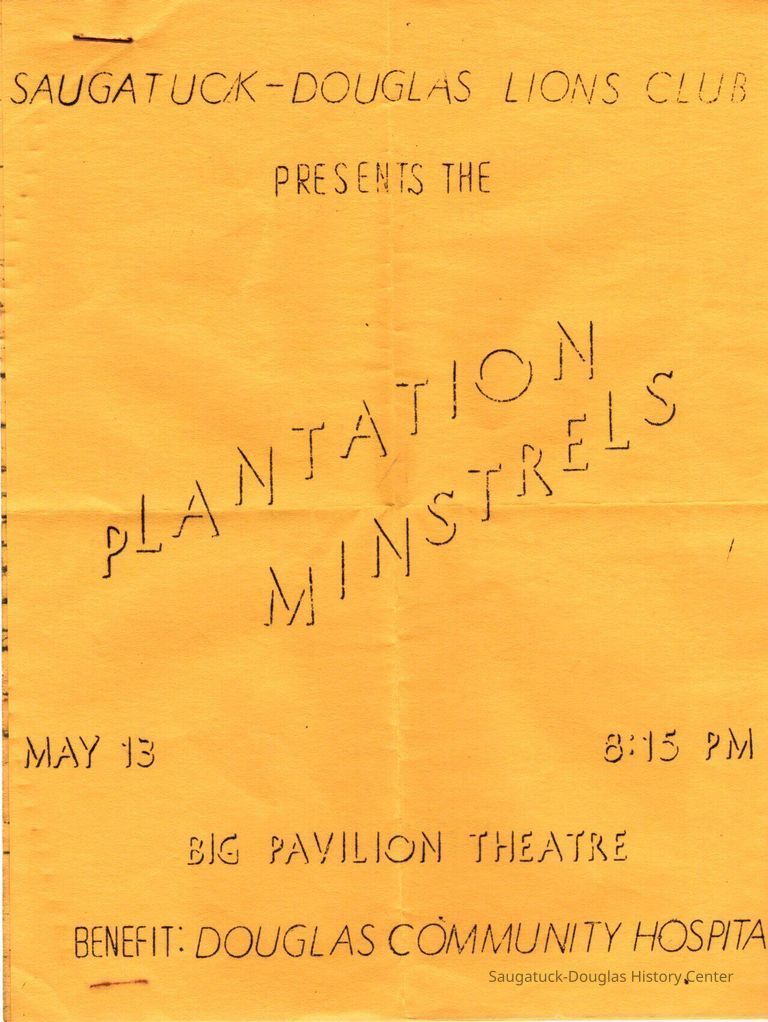 SAUGATUCK-DOUGLAS LIONS CLUB
PRESENTS THE
PLANTATION
MINSTRELS
MAY 13 8:15 PM
BIG PAVILION THEATRE
BENEFIT: DOUGLAS COMMUNITY HOSPITA
Saugatuck-Douglas History Center